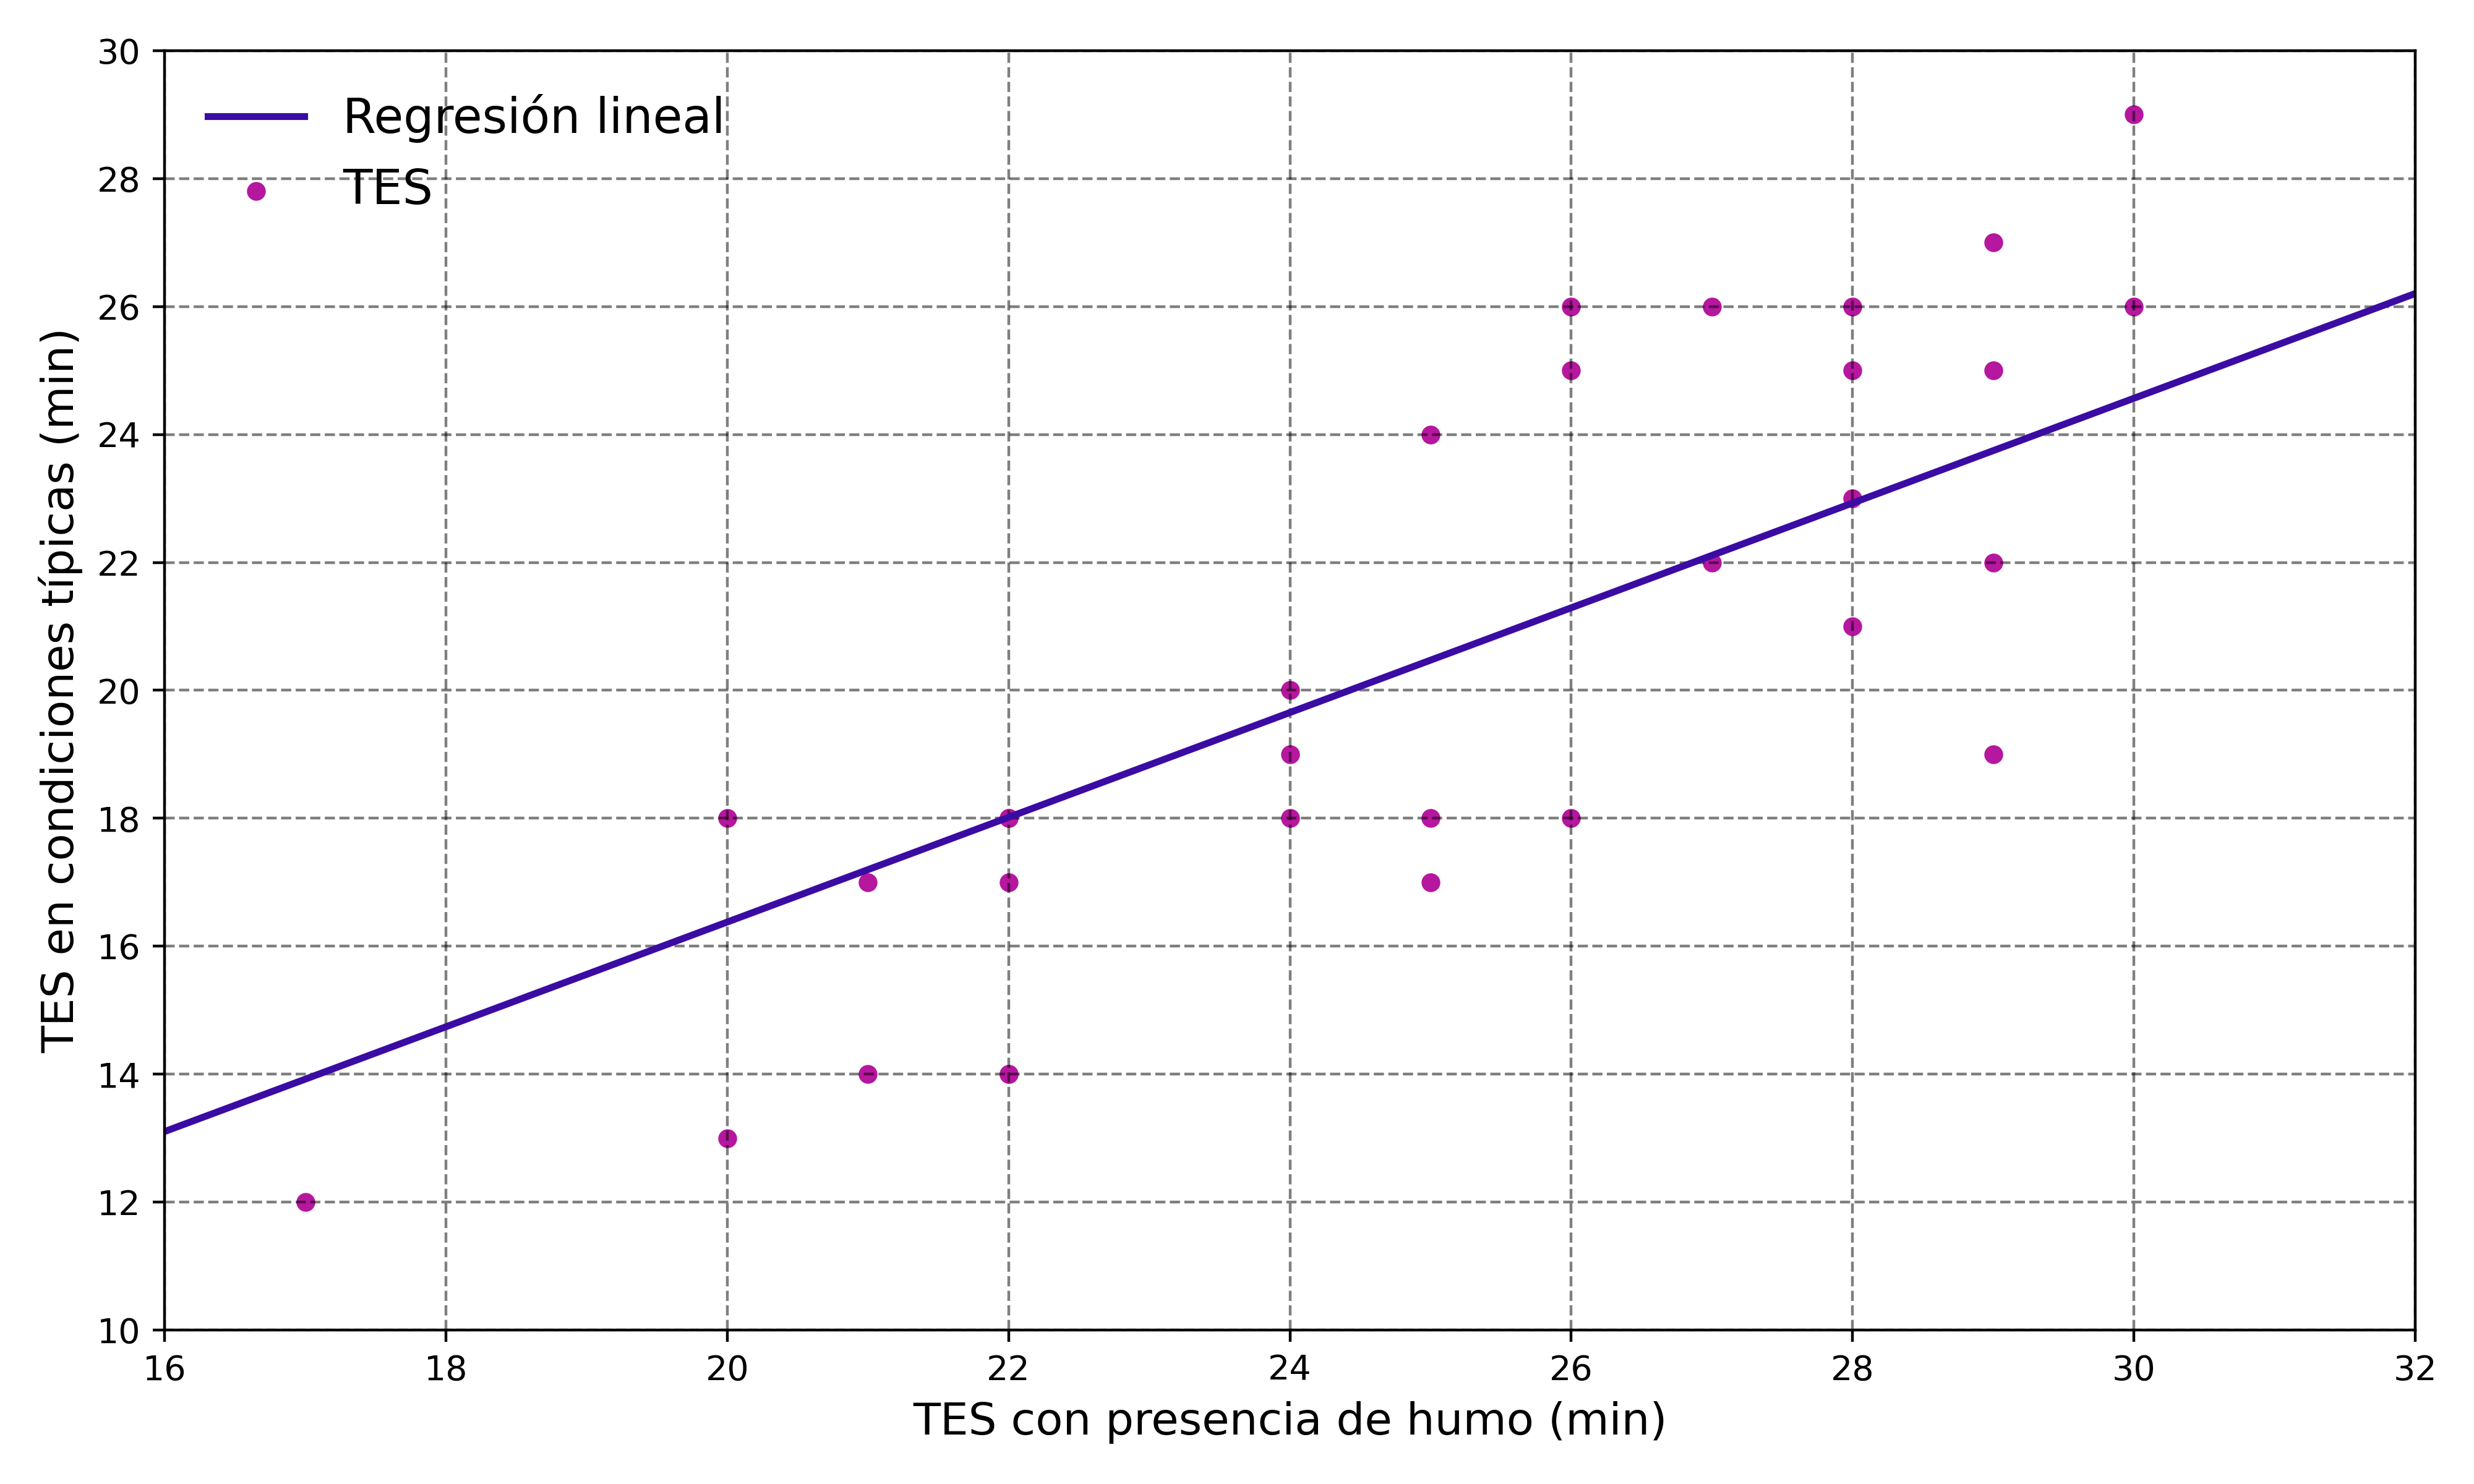 Regresión lineal
TES
30
28
26
24
22
20
18
16
14
12
10
TES en condiciones típicas (min)
16 18 20 22 24 26 28 30 32
TES con presencia de humo (min)